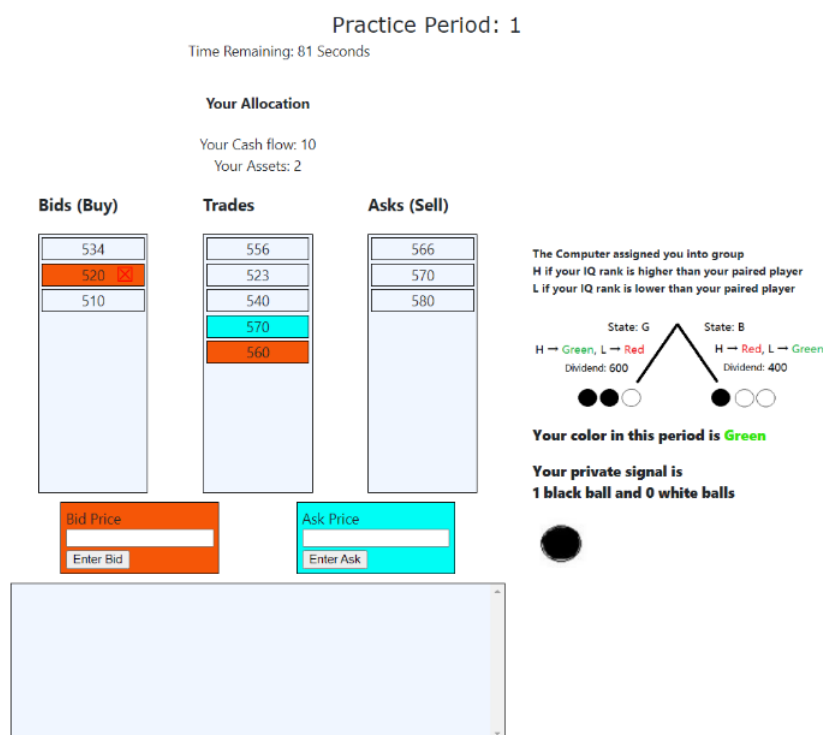 Practice Period: 1
Time Remaining: 81 Seconds
Your Allocation
Your Cash flow: 10
Your Assets: 2
Bids (Buy)
534
520
510
Trades
556
523
540
570
560
Asks (Sell)
566
570
580
Bid Price
Enter Bid
Ask Price
Enter Ask
The Computer assigned you into group
H if your IQ rank is higher than your paired player
L if your IQ rank is lower than your paired player
State: G
H → Green, L → Red
Dividend: 600
State: B
H → Red, L → Green
Dividend: 400
Your color in this period is Green
Your private signal is
1 black ball and 0 white balls